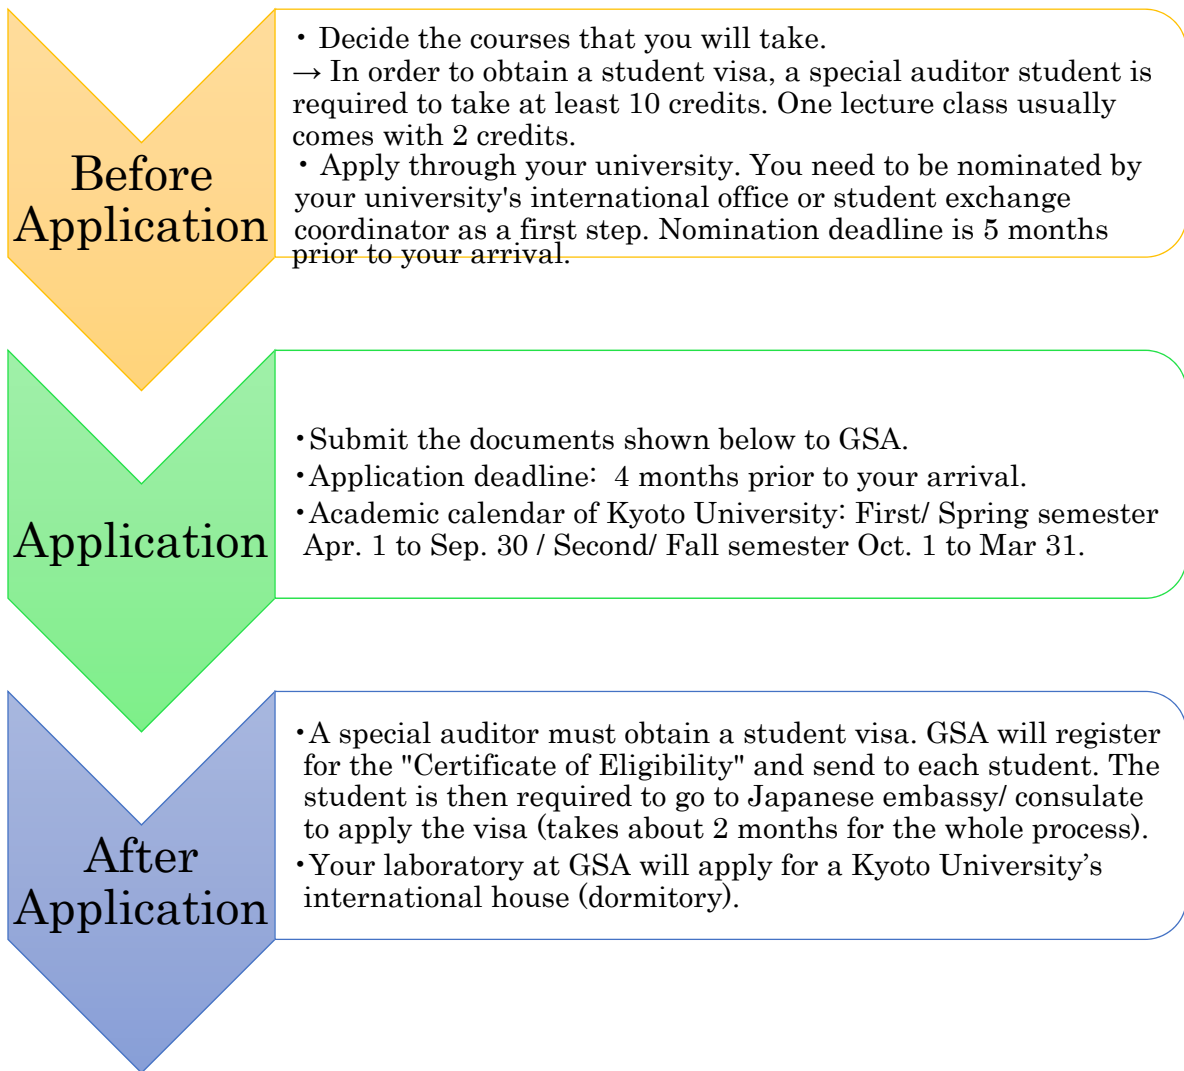 Before
Application
・Decide the courses that you will take.
→ In order to obtain a student visa, a special auditor student is
required to take at least 10 credits. One lecture class usually
comes with 2 credits.
・Apply through your university. You need to be nominated by
your university's international office or student exchange
coordinator as a first step. Nomination deadline is 5 months
prior to your arrival.
Application
・Submit the documents shown below to GSA.
・Application deadline: 4 months prior to your arrival.
・Academic calendar of Kyoto University: First/ Spring semester
Apr. 1 to Sep. 30 / Second/ Fall semester Oct. 1 to Mar 31.
After
Application
・A special auditor must obtain a student visa. GSA will register
for the "Certificate of Eligibility" and send to each student. The
student is then required to go to Japanese embassy/ consulate
to apply the visa (takes about 2 months for the whole process).
・Your laboratory at GSA will apply for a Kyoto University’s
international house (dormitory).